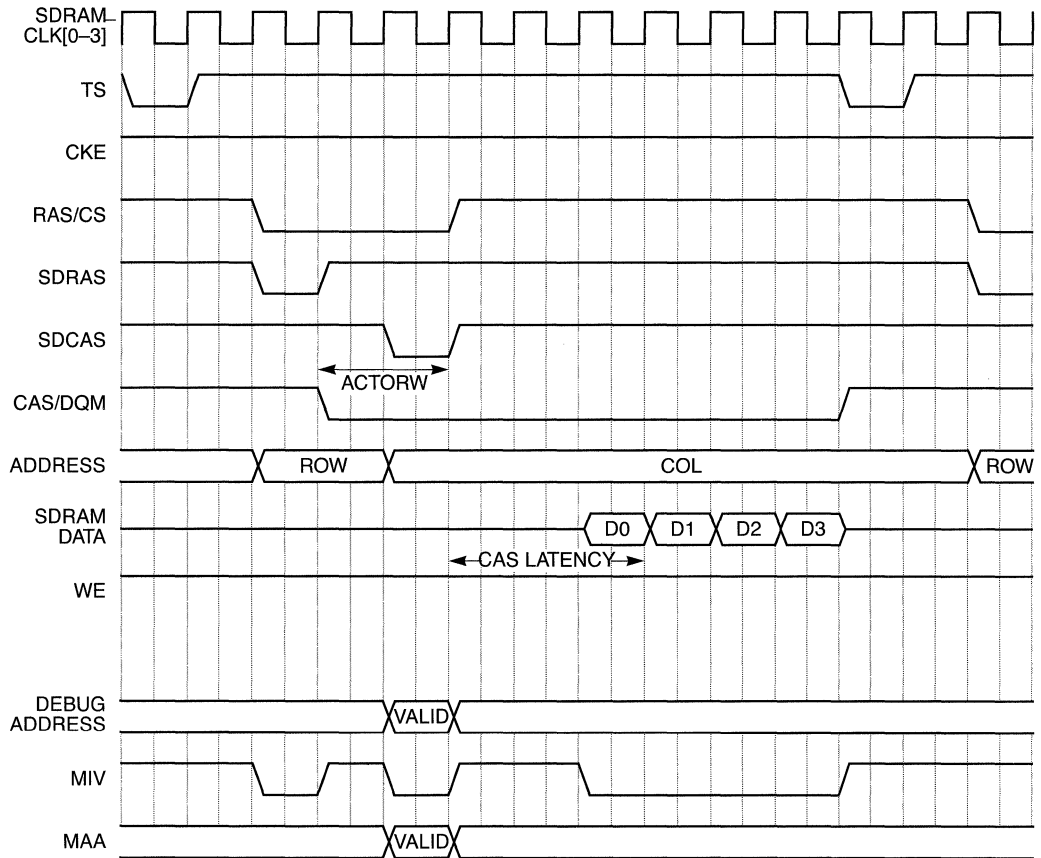 SDRAM_
CLK[0–3]
TS
CKE
RAS/CS
SDRAS
SDCAS
ACTORW
CAS/DQM
ADDRESS ROW COL ROW
SDRAM
DATA
D0 D1 D2 D3
CAS LATENCY
WE
DEBUG
ADDRESS
VALID
MIV
MAA VALID